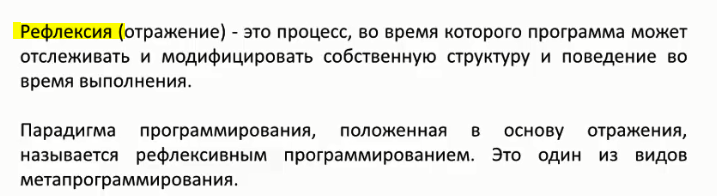 Рефлексия (отражение) - это процесс, во время которого программа может
отслеживать и модифицировать собственную структуру и поведение во
время выполнения.
Парадигма программирования, положенная в основу отражения,
называется рефлексивным программированием. Это один из видов
метапрограммирования.